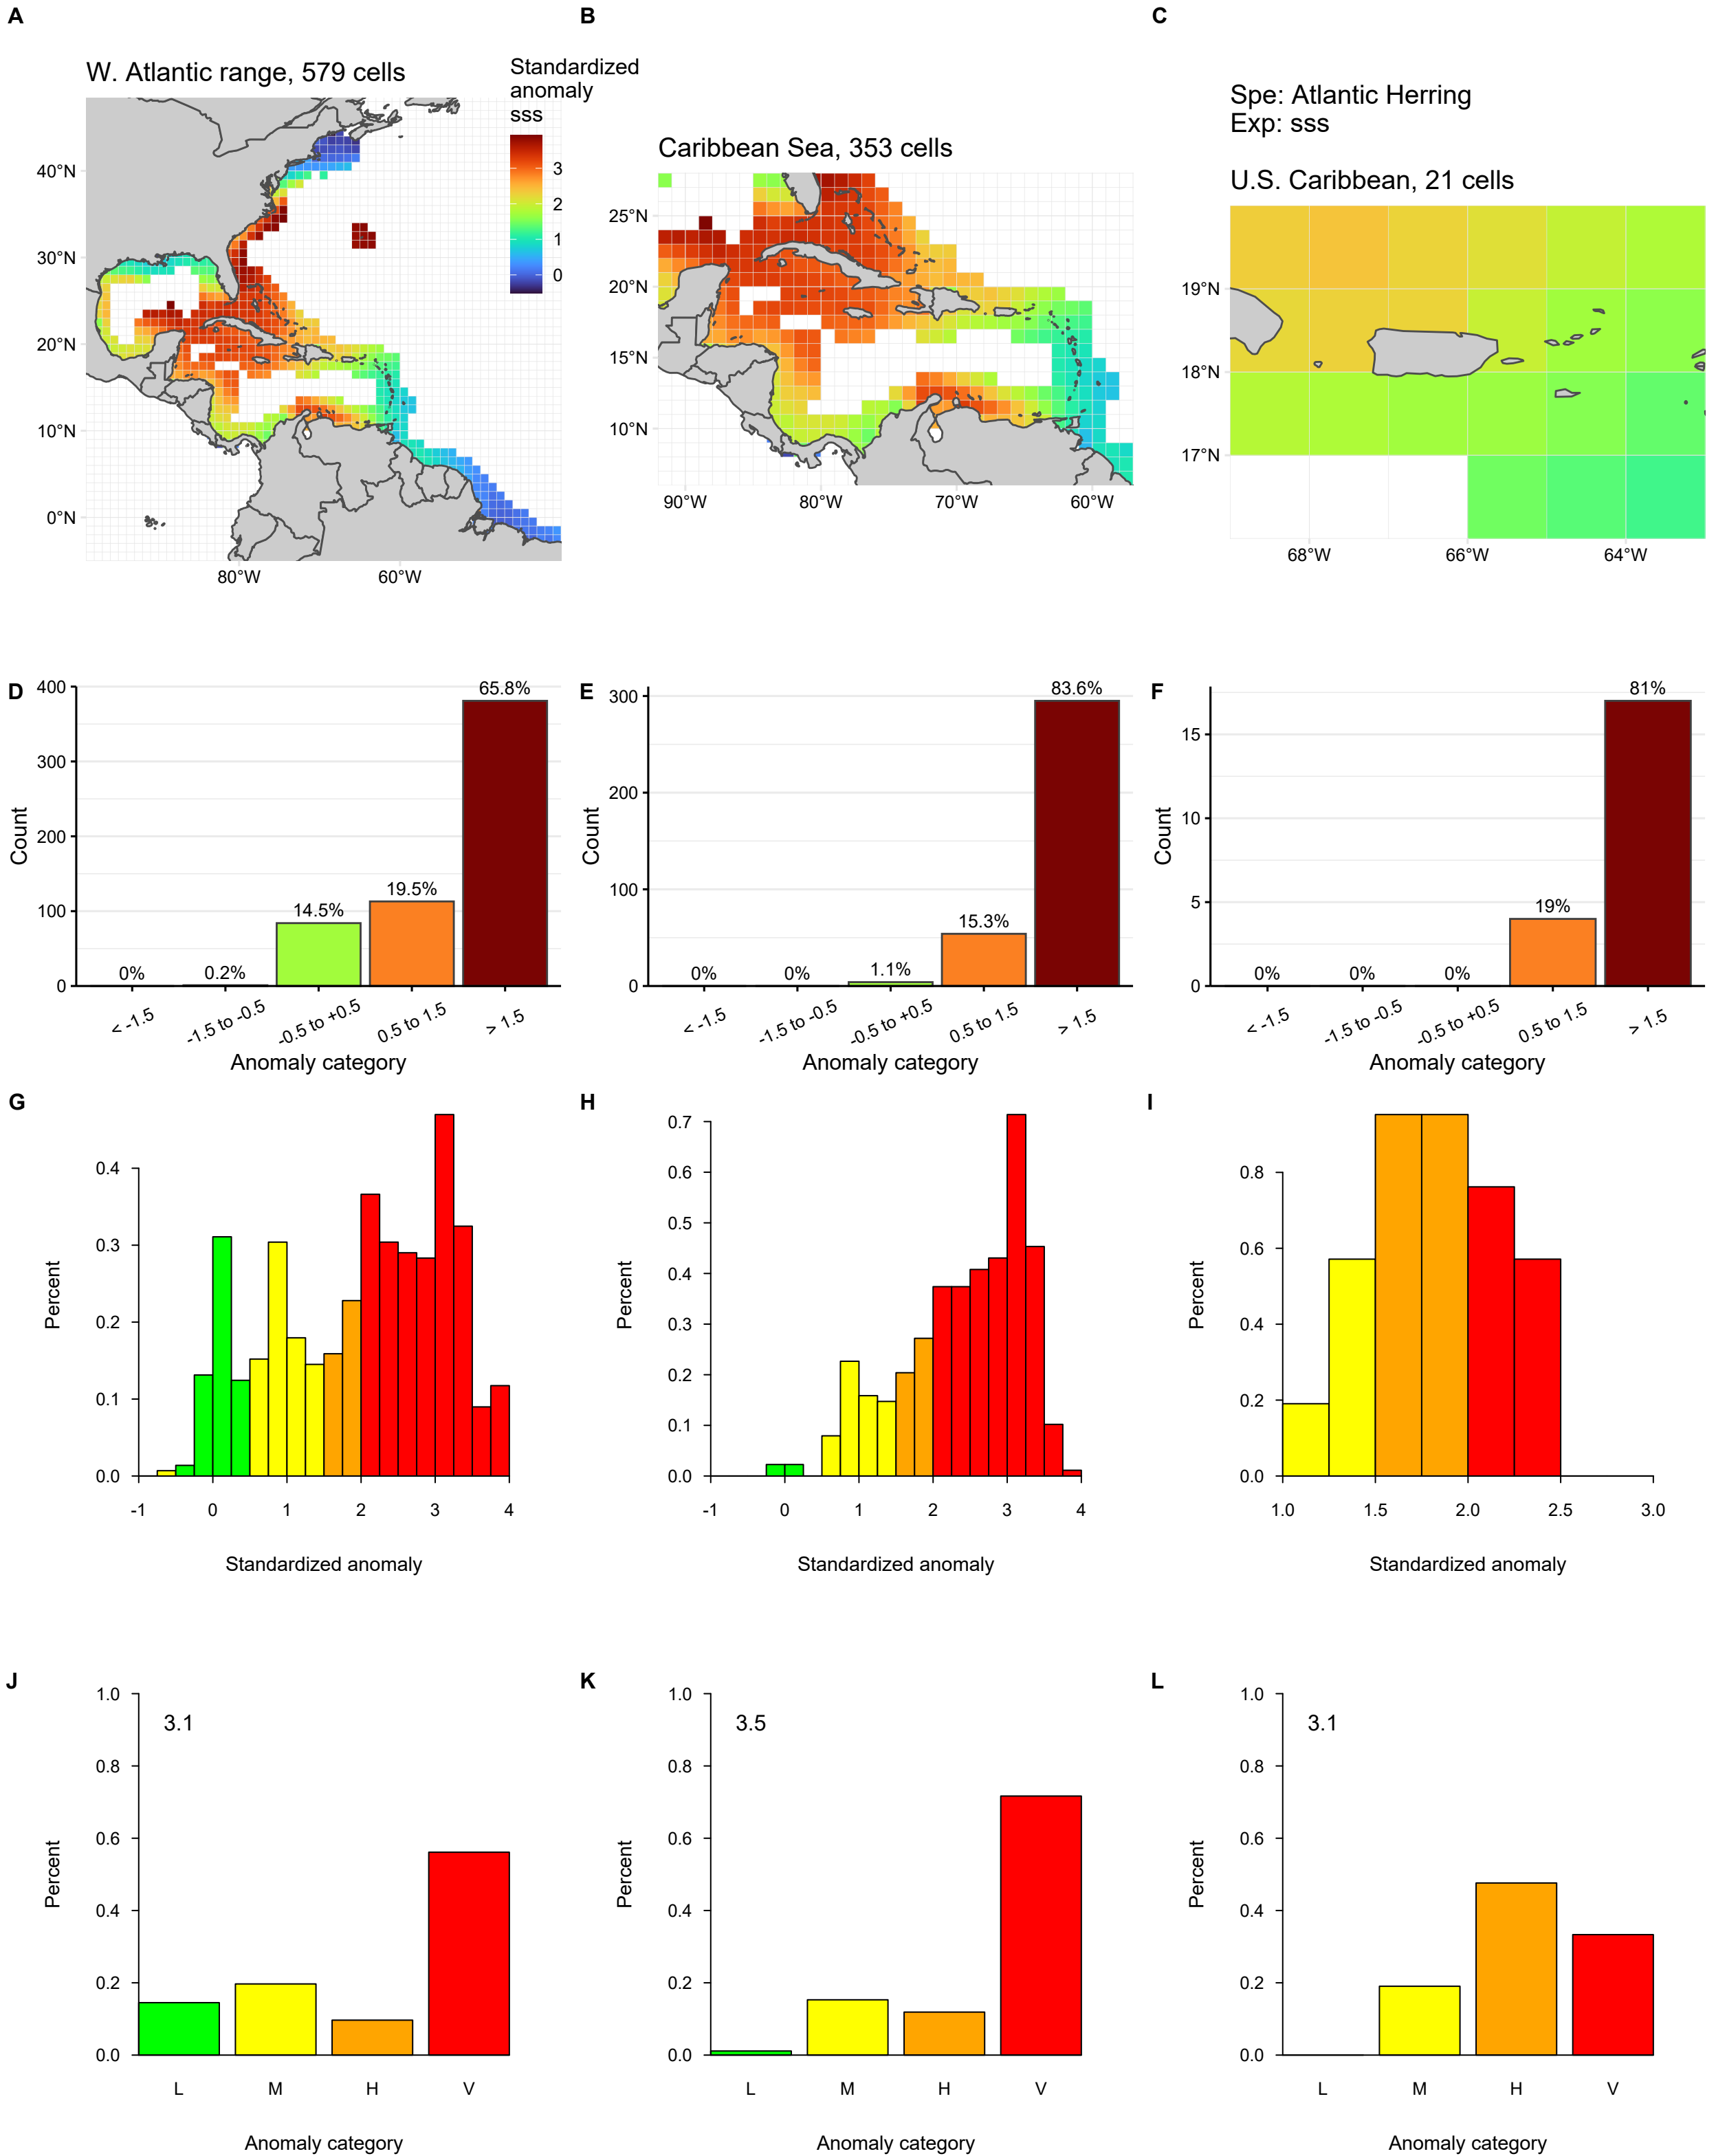 A
W. Atlantic range, 579 cells
Standardized
anomaly
sss
3
2
1
0
40°N
30°N
20°N
10°N
0°N
80°W
60°W
B
Caribbean Sea, 353 cells
25°N
20°N
15°N
10°N
90°W
80°W
70°W
60°W
C
Spe: Atlantic Herring
Exp: sss
U.S. Caribbean, 21 cells
19°N
18°N
17°N
68°W
66°W
64°W
D
Count
400
300
200
100
0
0%
0.2%
14.5%
19.5%
65.8%
< -1.5
-1.5 to -0.5
-0.5 to +0.5
0.5 to 1.5
> 1.5
Anomaly category
E
Count
300
200
100
0
0%
0%
1.1%
15.3%
83.6%
< -1.5
-1.5 to -0.5
-0.5 to +0.5
0.5 to 1.5
> 1.5
Anomaly category
F
Count
15
10
5
0
0%
0%
0%
19%
81%
< -1.5
-1.5 to -0.5
-0.5 to +0.5
0.5 to 1.5
> 1.5
Anomaly category
G
Percent
0.4
0.3
0.2
0.1
0.0
-1 0 1 2 3 4
Standardized anomaly
H
Percent
0.7
0.6
0.5
0.4
0.3
0.2
0.1
0.0
-1 0 1 2 3 4
Standardized anomaly
I
Percent
0.8
0.6
0.4
0.2
0.0
1.0 1.5 2.0 2.5 3.0
Standardized anomaly
J
3.1
Percent
1.0
0.8
0.6
0.4
0.2
0.0
L M H V
Anomaly category
K
3.5
Percent
1.0
0.8
0.6
0.4
0.2
0.0
L M H V
Anomaly category
L
3.1
Percent
1.0
0.8
0.6
0.4
0.2
0.0
L M H V
Anomaly category